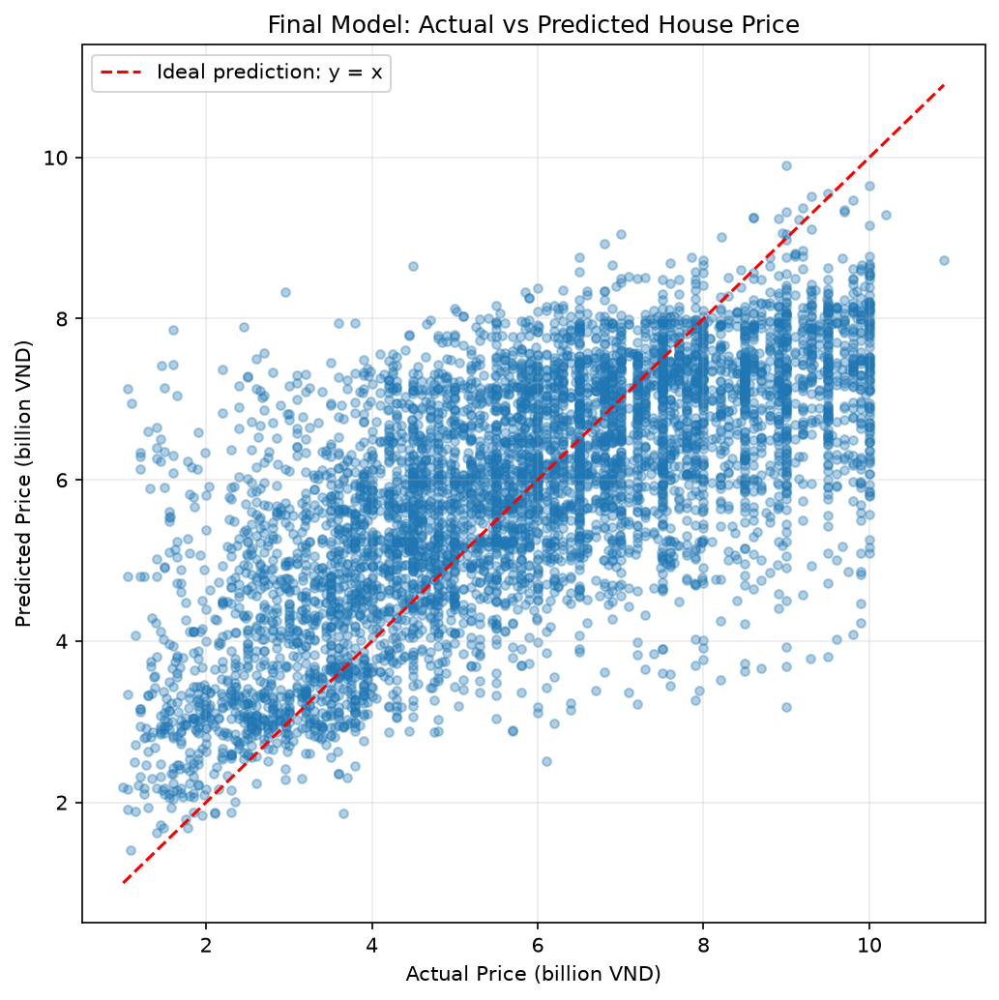 Final Model: Actual vs Predicted House Price
Ideal prediction: y = x
Predicted Price (billion VND)
10
8
6
4
2
2 4 6 8 10
Actual Price (billion VND)